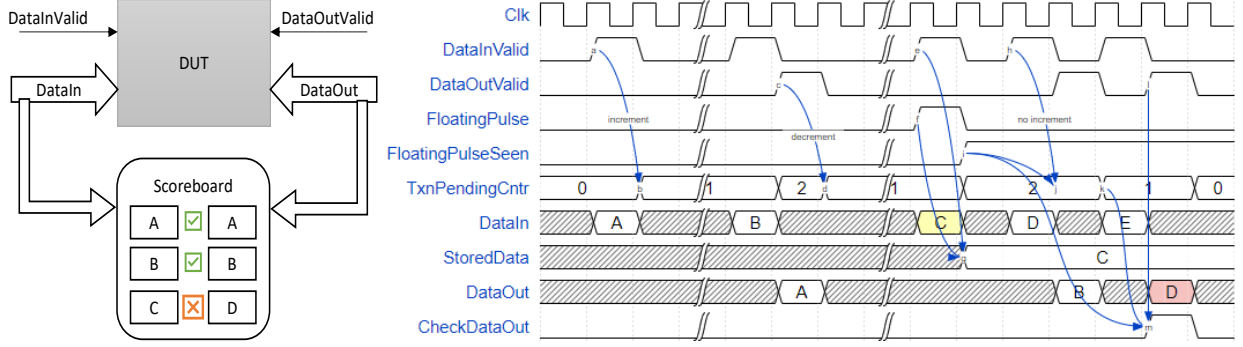 DataInValid
DataOutValid
DUT
DataIn
DataOut
Scoreboard
A A
B B
C D
Clk
DataInValid a e h
DataOutValid c l
FloatingPulse f increment no increment
decrement
FloatingPulseSeen i
TxnPendingCntr 0 b 1 2 d 1 2 j k 1 0
DataIn A B C D E
StoredData g C
DataOut A B D
CheckDataOut m